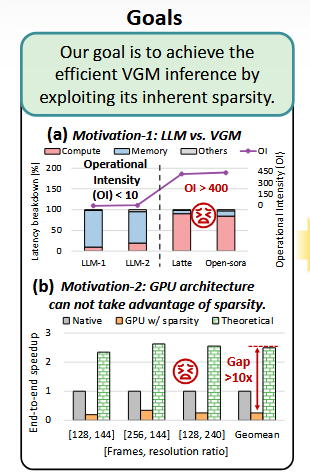 Goals
Our goal is to achieve the
efficient VGM inference by
exploiting its inherent sparsity.
(a) Motivation-1: LLM vs. VGM
Compute Memory Others OI
Latency breakdown [%]
200
150
100
50
0
Operational
Intensity
(OI) < 10
OI > 400
450
300
150
0
Operational Intensity [OI]
LLM-1 LLM-2 Latte Open-sora
(b) Motivation-2: GPU architecture
can not take advantage of sparsity.
Native GPU w/ sparsity Theoretical
End-to-end speedup
3
2
1
0
Gap
>10x
[128, 144] [256, 144] [128, 240] Geomean
[Frames, resolution ratio]